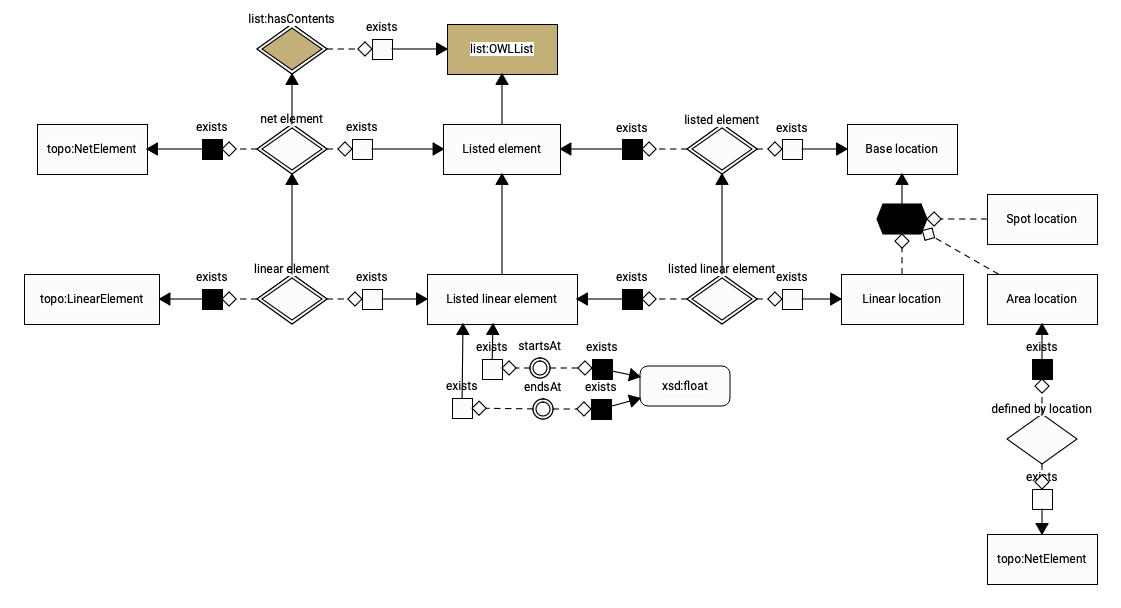 list:hasContents
exists
list:OWLList
net element
listed element
exists
exists
exists
exists
topo:NetElement
Listed element
Base location
Spot location
linear element
listed linear element
exists
exists
exists
exists
topo:LinearElement
Listed linear element
Linear location
Area location
exists
startsAt
exists
exists
exists
endsAt
exists
xsd:float
defined by location
exists
topo:NetElement